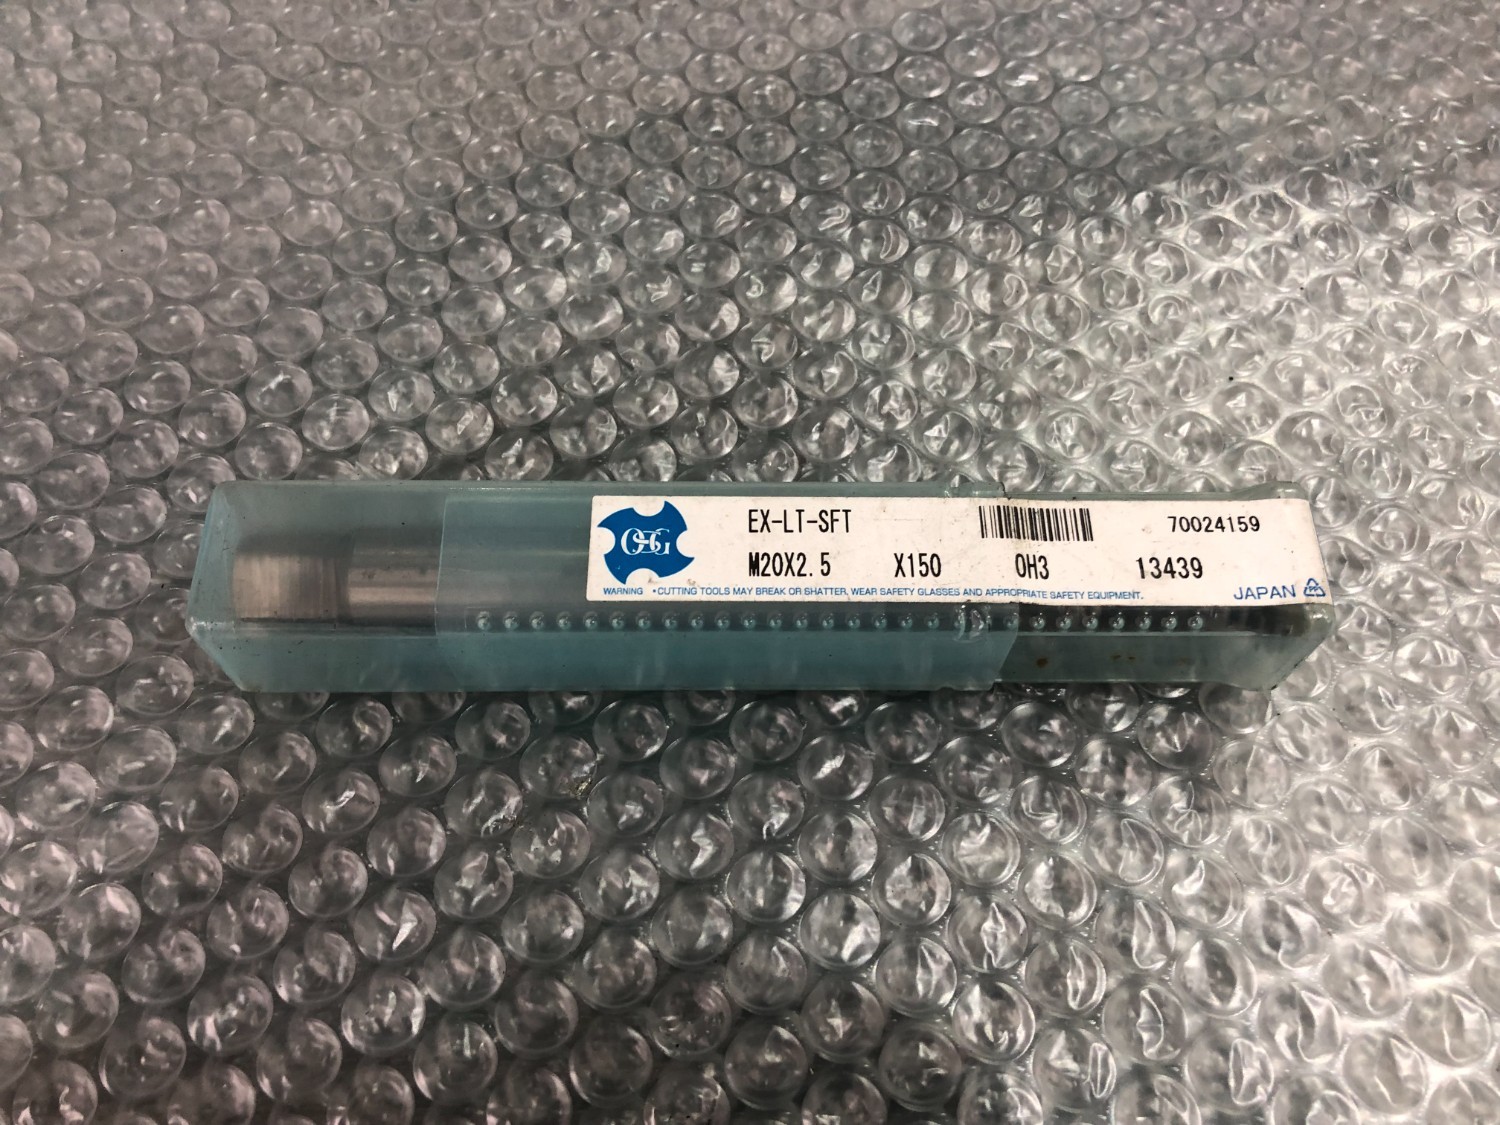 OSG
EX-LT-SFT 70024159
M20X2.5 X150 OH3 13439
WARNING •CUTTING TOOLS MAY BREAK OR SHATTER, WEAR SAFETY GLASSES AND APPROPRIATE SAFETY EQUIPMENT.
JAPAN